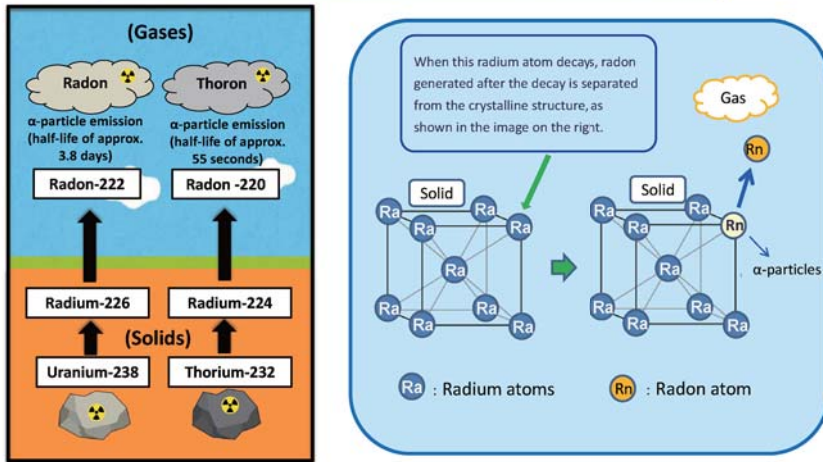 (Gases)
Radon
Thoron
α-particle emission
(half-life of approx.
3.8 days)
α-particle emission
(half-life of approx.
55 seconds)
Radon-222
Radon -220
Radium-226
Radium-224
(Solids)
Uranium-238
Thorium-232
When this radium atom decays, radon
generated after the decay is separated
from the crystalline structure, as
shown in the image on the right.
Gas
Rn
Solid
Ra
Ra
Ra
Ra
Ra
Ra
Ra
Ra
Ra
Solid
Ra
Ra
Ra
Rn
Ra
Ra
Ra
Ra
Ra
α-particles
Ra : Radium atoms
Rn : Radon atom